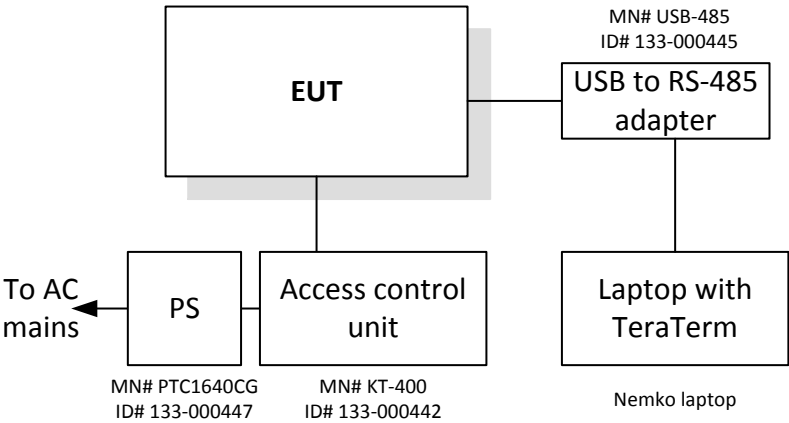 MN# USB-485
ID# 133-000445
EUT
USB to RS-485
adapter
To AC
mains
PS
Access control
unit
Laptop with
TeraTerm
MN# PTC1640CG
ID# 133-000447
MN# KT-400
ID# 133-000442
Nemko laptop